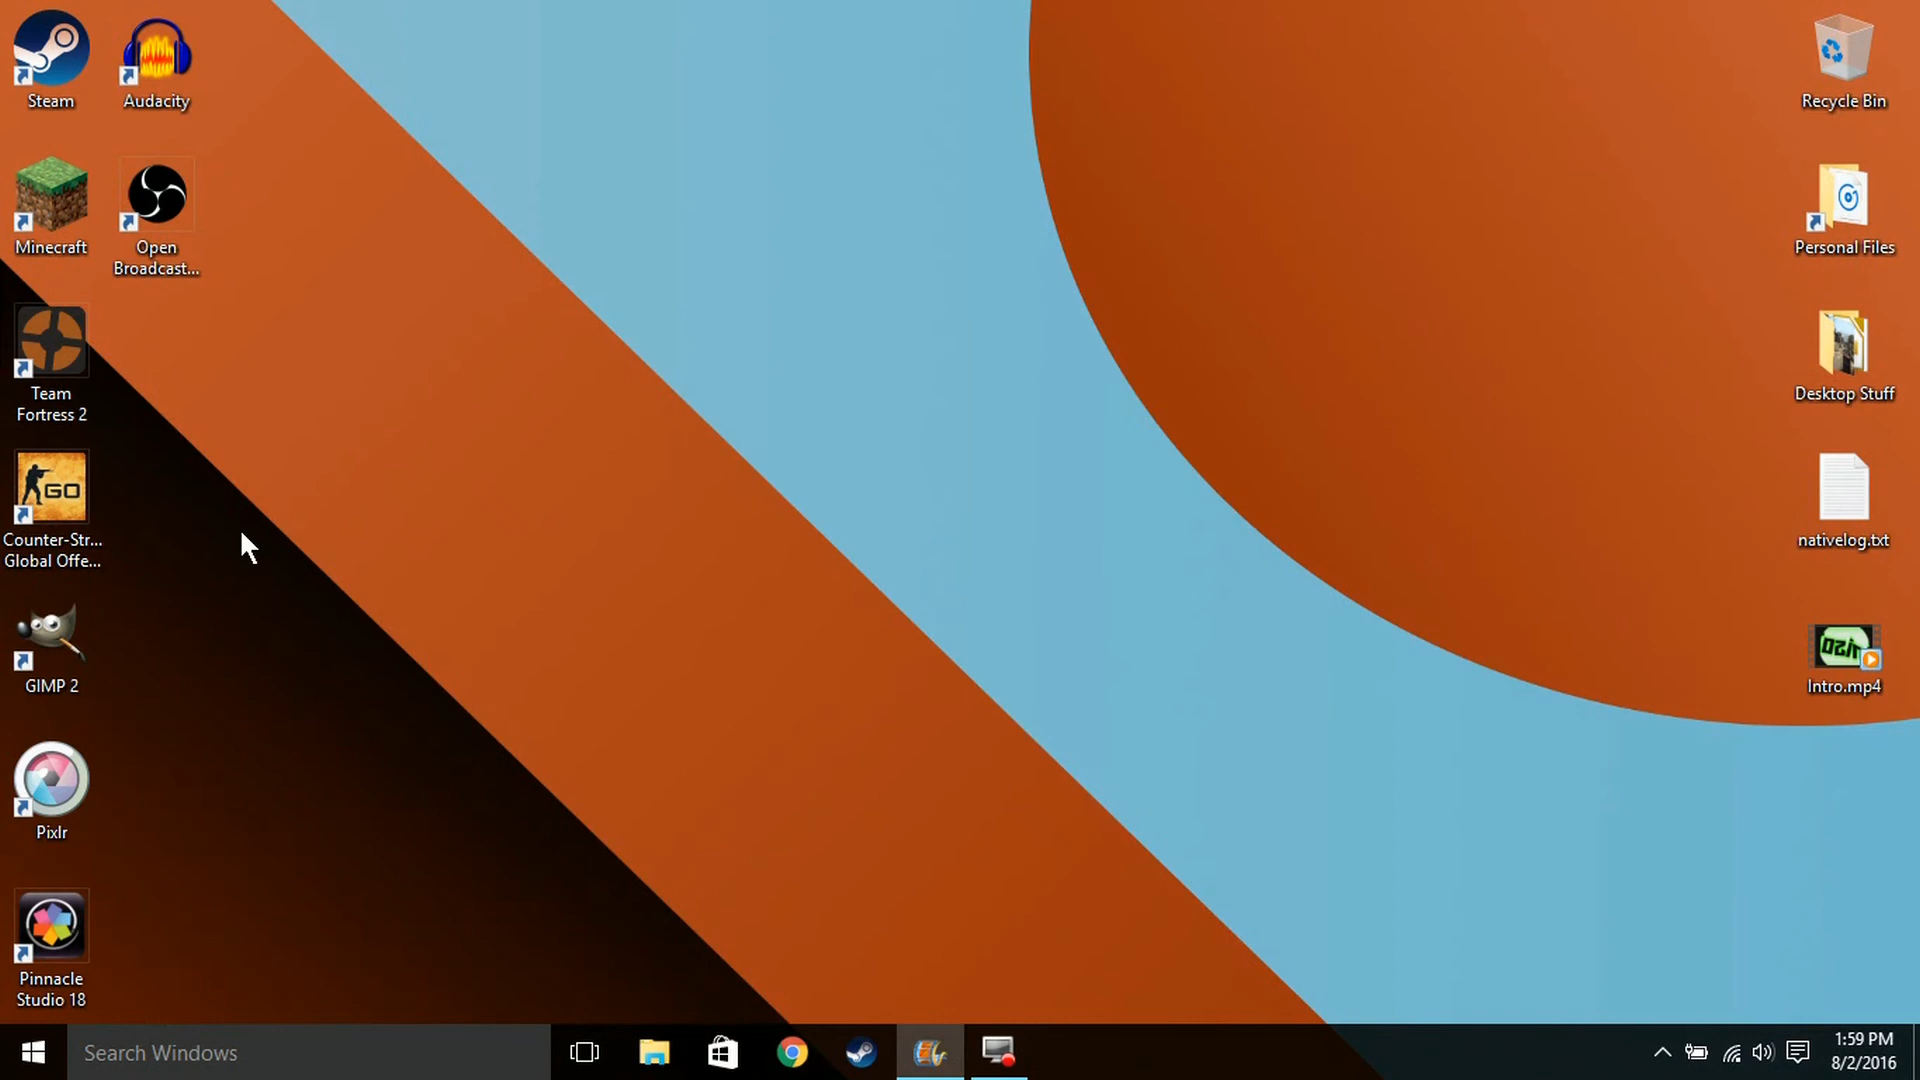 Steam
Audacity
Recycle Bin
Minecraft
Open
Broadcast...
Personal Files
Team
Fortress 2
Desktop Stuff
GO
Counter-Str...
Global Offe...
nativelog.txt
GIMP 2
Intro.mp4
Pixlr
Pinnacle
Studio 18
Search Windows
1:59 PM
8/2/2016